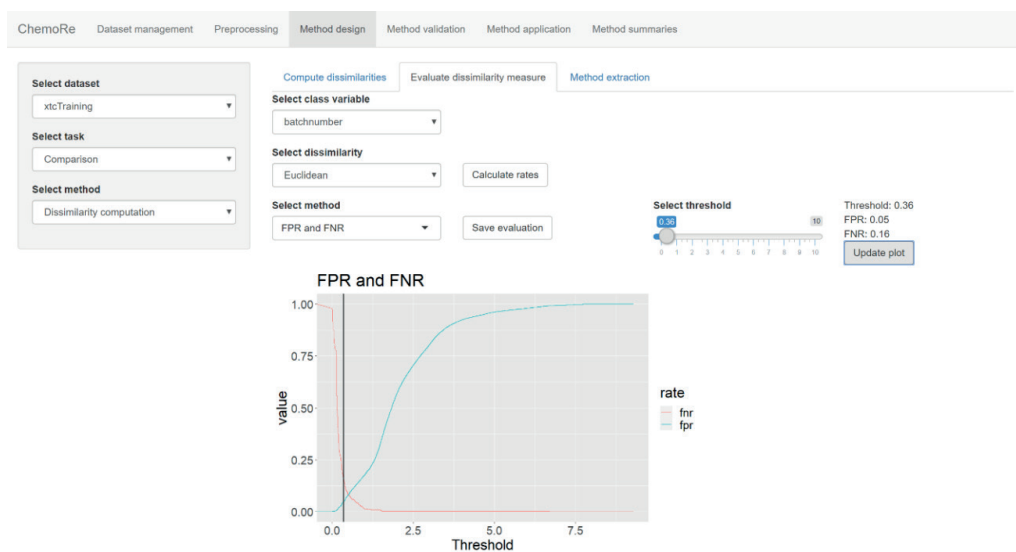 ChemoRe Dataset management Preprocessing Method design Method validation Method application Method summaries
Select dataset
xtcTraining
Select task
Comparison
Select method
Dissimilarity computation
Compute dissimilarities Evaluate dissimilarity measure Method extraction
Select class variable
batchnumber
Select dissimilarity
Euclidean Calculate rates
Select method
FPR and FNR Save evaluation
Select threshold
0.36 10
0 1 2 3 4 5 6 7 8 9 10
Threshold: 0.36
FPR: 0.05
FNR: 0.16
Update plot
FPR and FNR
1.00
0.75
0.50
0.25
0.00
value
0.0 2.5 5.0 7.5
Threshold
rate
fnr
fpr